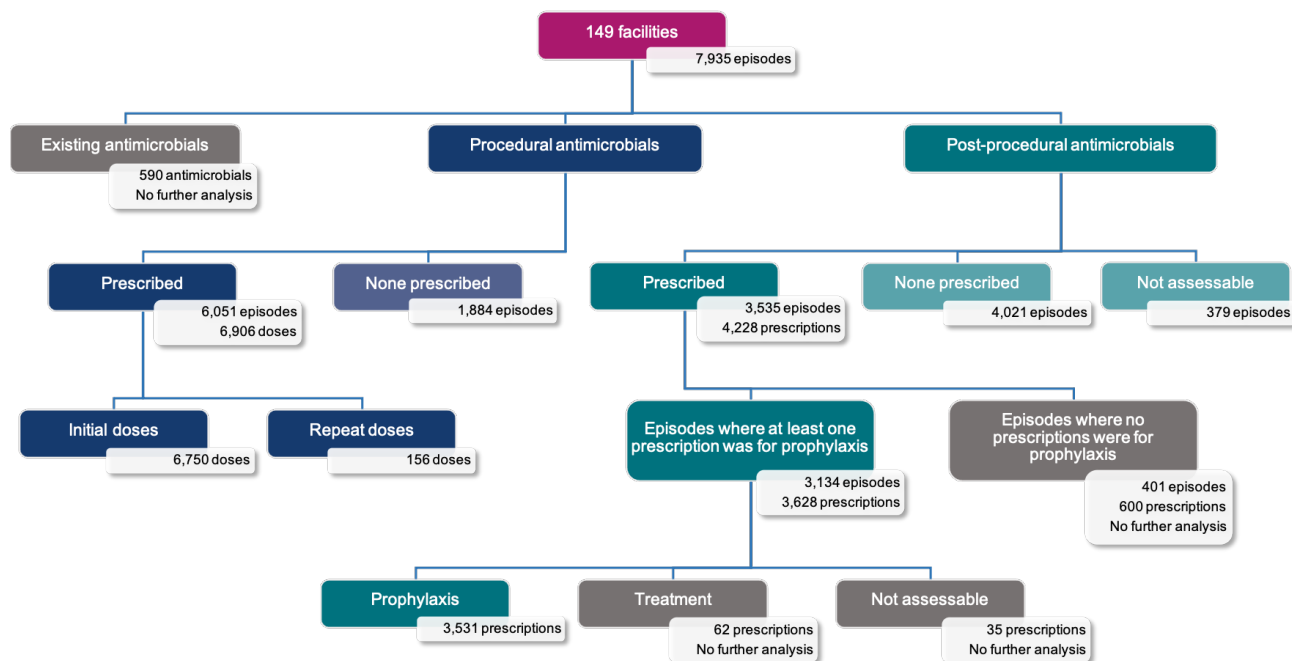 149 facilities
7,935 episodes
Existing antimicrobials
590 antimicrobials
No further analysis
Procedural antimicrobials
Post-procedural antimicrobials
Prescribed
6,051 episodes
6,906 doses
None prescribed
1,884 episodes
Prescribed
3,535 episodes
4,228 prescriptions
None prescribed
4,021 episodes
Not assessable
379 episodes
Initial doses
6,750 doses
Repeat doses
156 doses
Episodes where at least one
prescription was for prophylaxis
3,134 episodes
3,628 prescriptions
Episodes where no
prescriptions were for
prophylaxis
401 episodes
600 prescriptions
No further analysis
Prophylaxis
3,531 prescriptions
Treatment
62 prescriptions
No further analysis
Not assessable
35 prescriptions
No further analysis